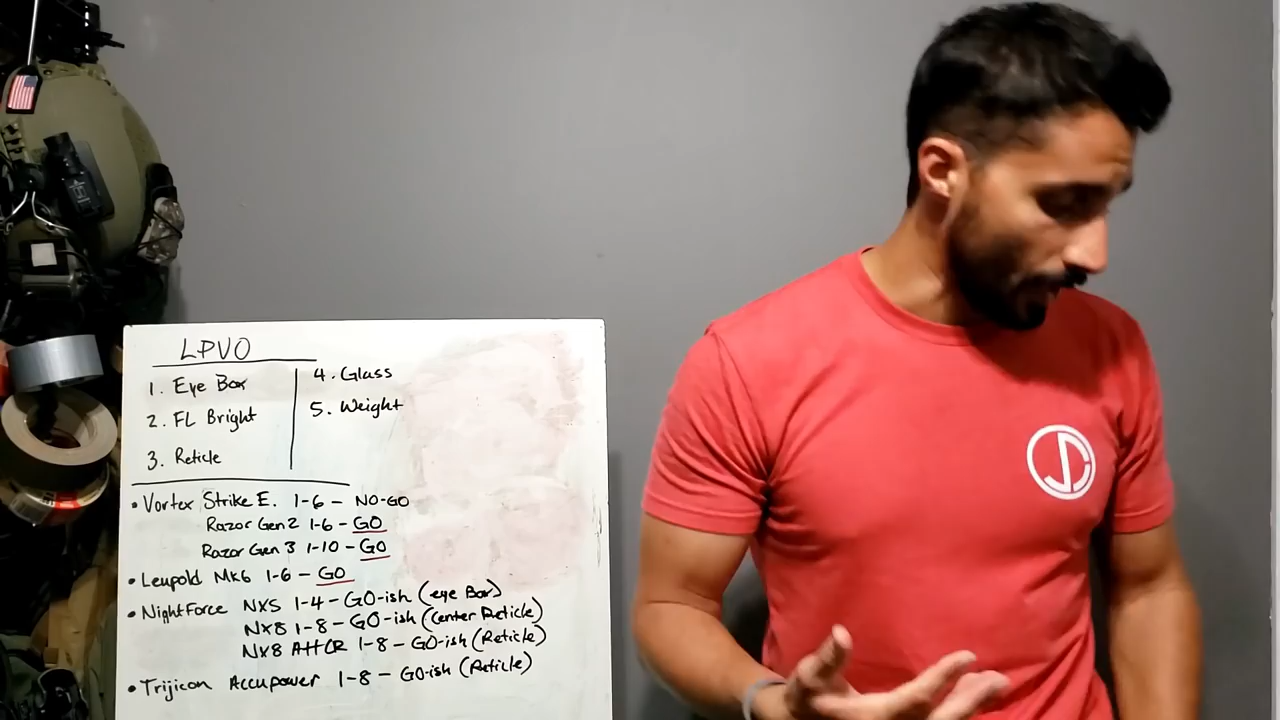 LPVO
1. Eye Box
2. FL Bright
3. Reticle
4. Glass
5. Weight
• Vortex Strike E. 1-6 - NO-GO
Razor Gen 2 1-6 - GO
Razor Gen 3 1-10 - GO
• Leupold MK6 1-6 - GO
• NightForce NXS 1-4 - GO-ish (eye Box)
NX8 1-8 - GO-ish (center Reticle)
NX8 ATTCR 1-8 - GO-ish (Reticle)
• Trijicon Accupower 1-8 - GO-ish (Reticle)